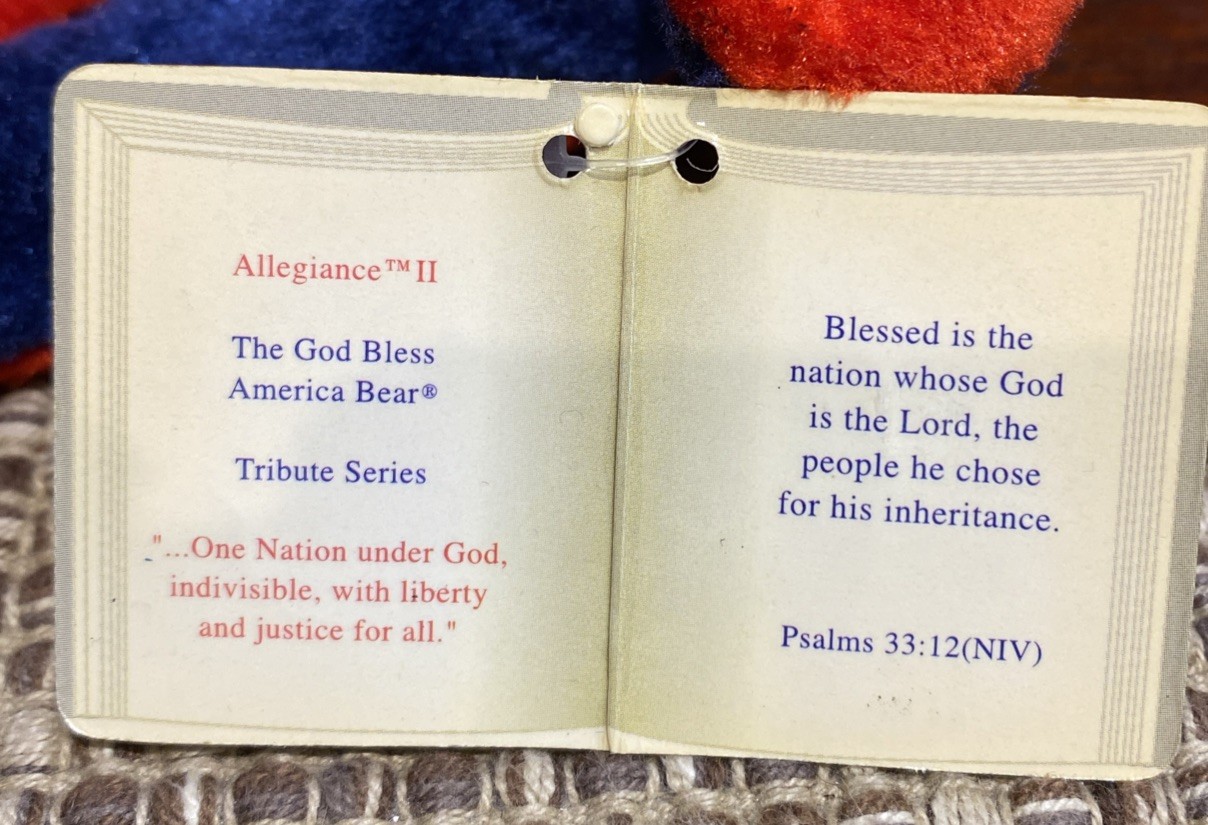 Allegiance™ II
The God Bless
America Bear®
Tribute Series
"...One Nation under God,
indivisible, with liberty
and justice for all."
Blessed is the
nation whose God
is the Lord, the
people he chose
for his inheritance.
Psalms 33:12(NIV)